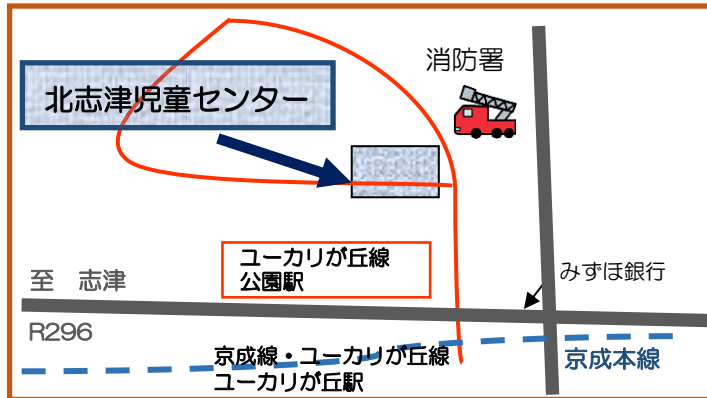 消防署
北志津児童センター
ユーカリが丘線
公園駅
みずほ銀行
至　志津
R296
京成線・ユーカリが丘線
ユーカリが丘駅
京成本線